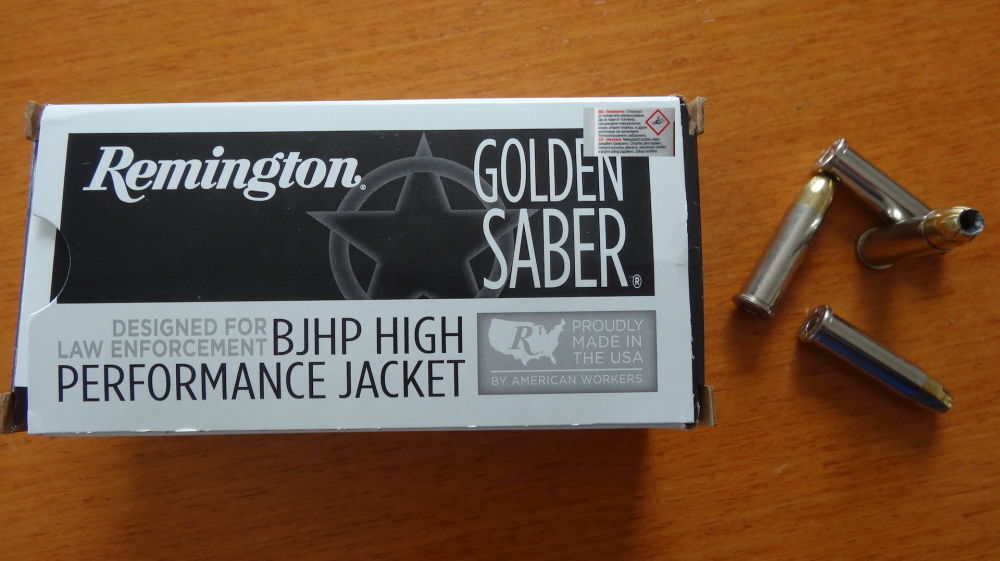 Remington®
GOLDEN
SABER®
DESIGNED FOR
LAW ENFORCEMENT
BJHP HIGH
PERFORMANCE JACKET
R
PROUDLY
MADE IN
THE USA
BY AMERICAN WORKERS